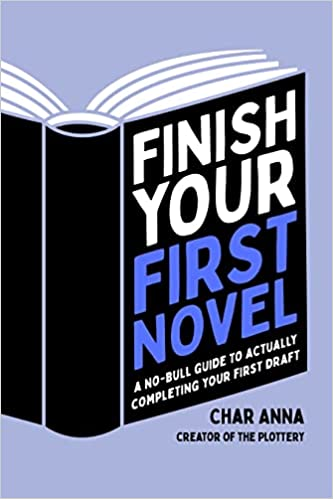 FINISH
YOUR
FIRST
NOVEL
A NO-BULL GUIDE TO ACTUALLY
COMPLETING YOUR FIRST DRAFT
CHAR ANNA
CREATOR OF THE PLOTTERY